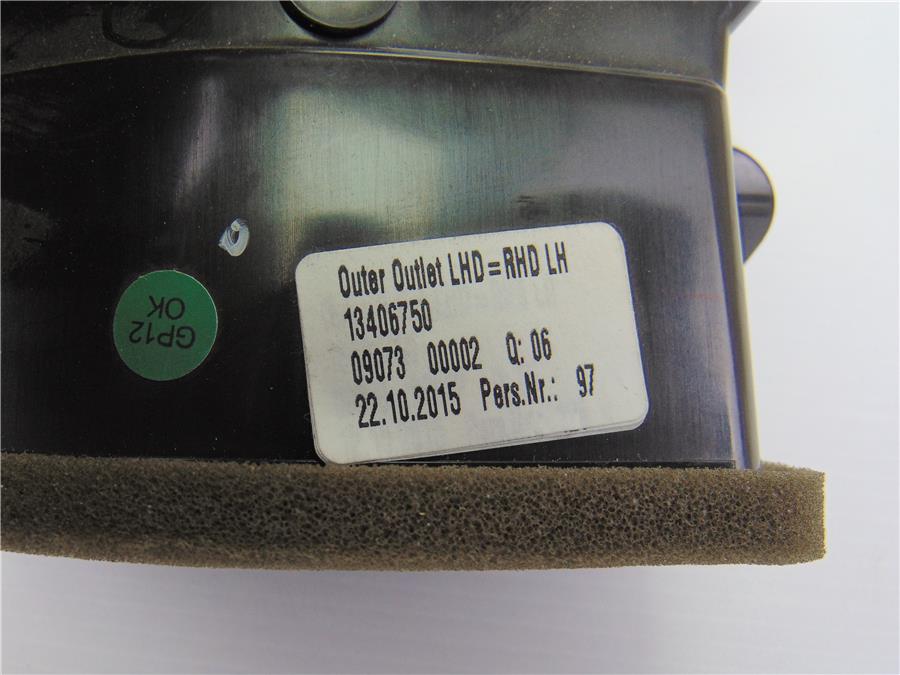 Outer Outlet LHD=RHD LH
13406750
09073 00002 Q: 06
22.10.2015 Pers.Nr.: 97
GP12
OK